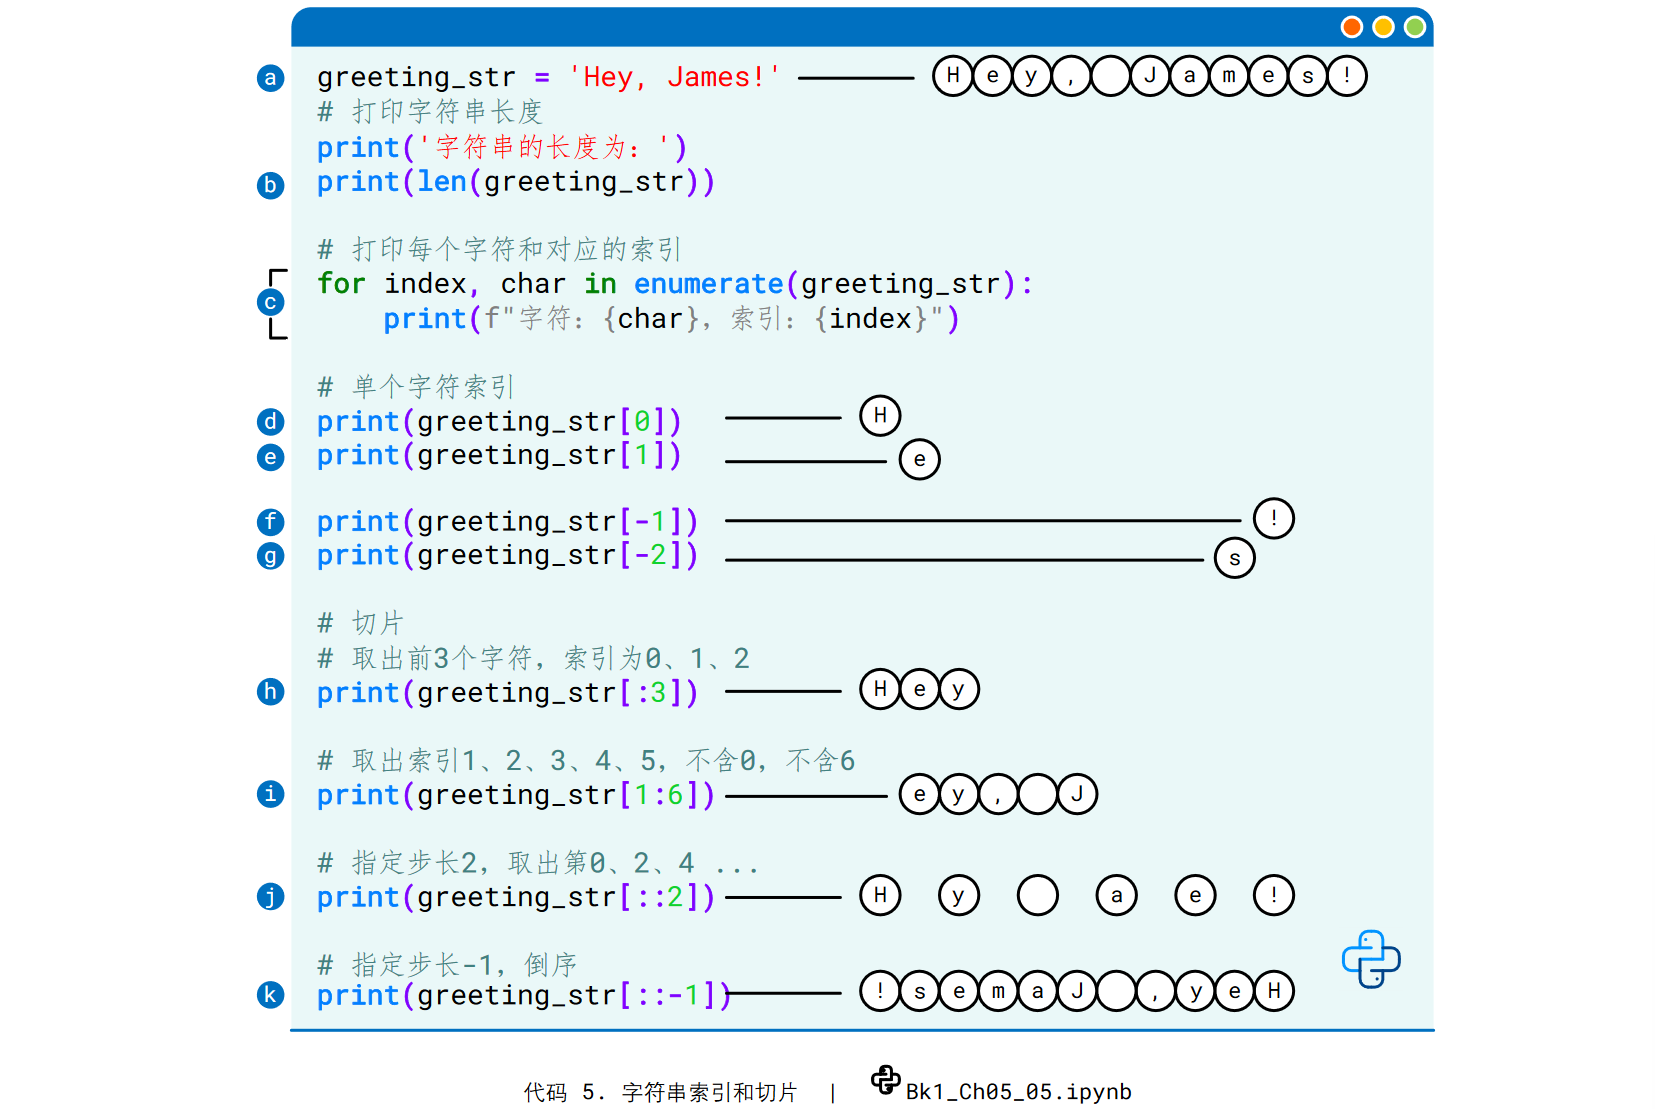 a greeting_str = 'Hey, James!' H e y , J a m e s !
# 打印字符串长度
print('字符串的长度为: ')
b print(len(greeting_str))
# 打印每个字符和对应的索引
for index, char in enumerate(greeting_str):
c
print(f"字符: {char}, 索引: {index}")
# 单个字符索引
d print(greeting_str[0]) H
e print(greeting_str[1]) e
f print(greeting_str[-1]) !
g print(greeting_str[-2]) s
# 切片
# 取出前3个字符, 索引为0、1、2
h print(greeting_str[:3]) H e y
# 取出索引1、2、3、4、5, 不含0, 不含6
i print(greeting_str[1:6]) e y , J
# 指定步长2, 取出第0、2、4 ...
j print(greeting_str[::2]) H y a e !
# 指定步长-1, 倒序
k print(greeting_str[::-1]) ! s e m a J , y e H
代码 5. 字符串索引和切片 | Bk1_Ch05_05.ipynb